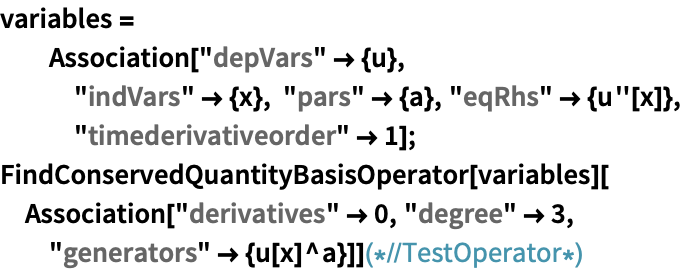 variables =
Association["depVars" → {u},
"indVars" → {x}, "pars" → {a}, "eqRhs" → {u''[x]},
"timederivativeorder" → 1];
FindConservedQuantityBasisOperator[variables][
Association["derivatives" → 0, "degree" → 3,
"generators" → {u[x]^a}]](*//TestOperator*)